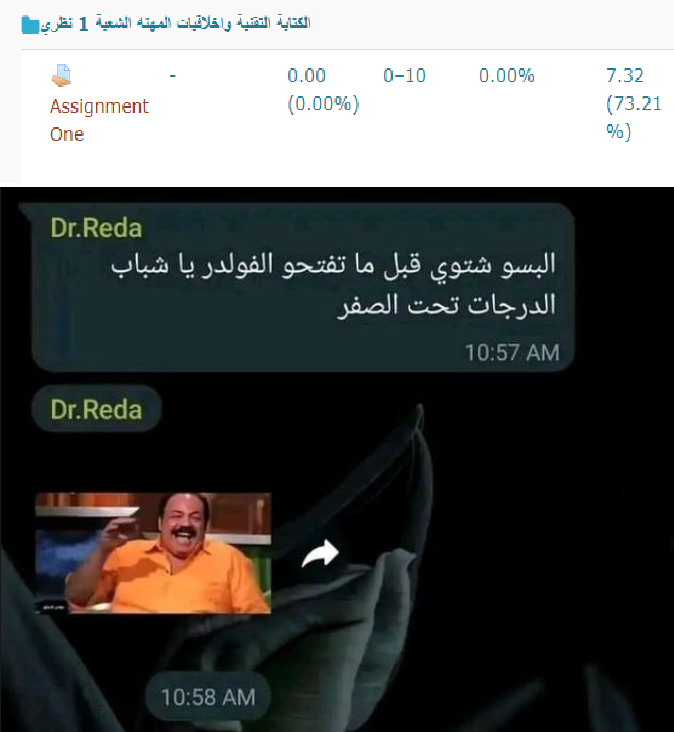 الكتابة التقنية واخلاقيات المهنه الشعبة 1 نظري
- 0.00 0–10 0.00% 7.32
Assignment (0.00%) (73.21
One %)
Dr.Reda
البسو شتوي قبل ما تفتحو الفولدر يا شباب
الدرجات تحت الصفر
10:57 AM
Dr.Reda
10:58 AM